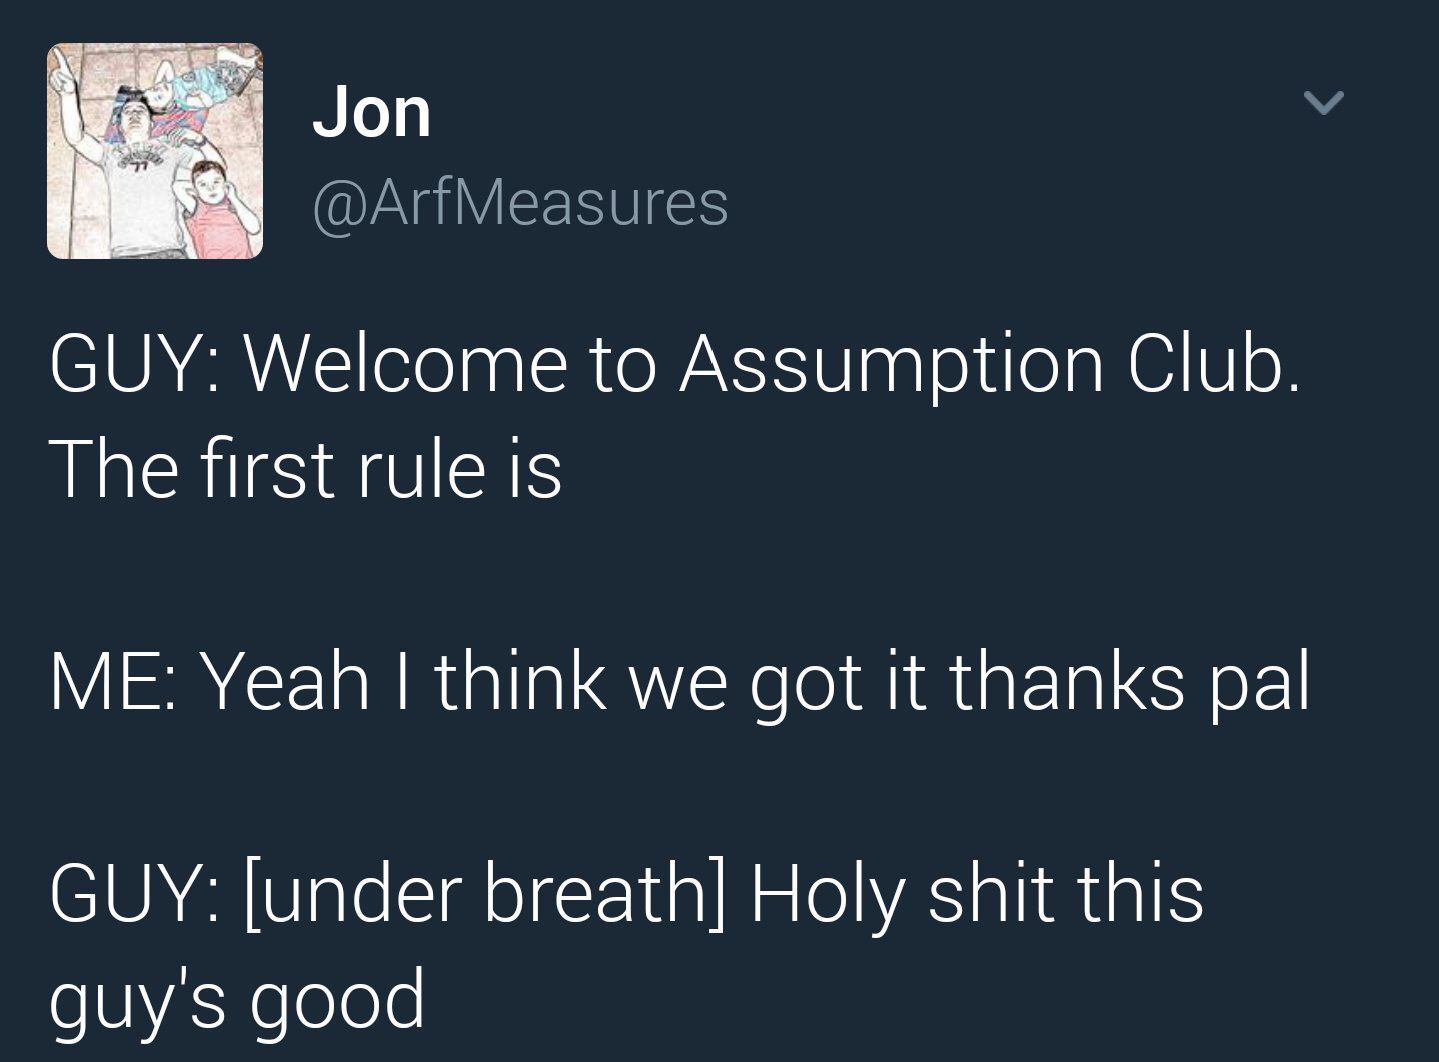 Jon
@ArfMeasures
GUY: Welcome to Assumption Club.
The first rule is
ME: Yeah I think we got it thanks pal
GUY: [under breath] Holy shit this
guy's good